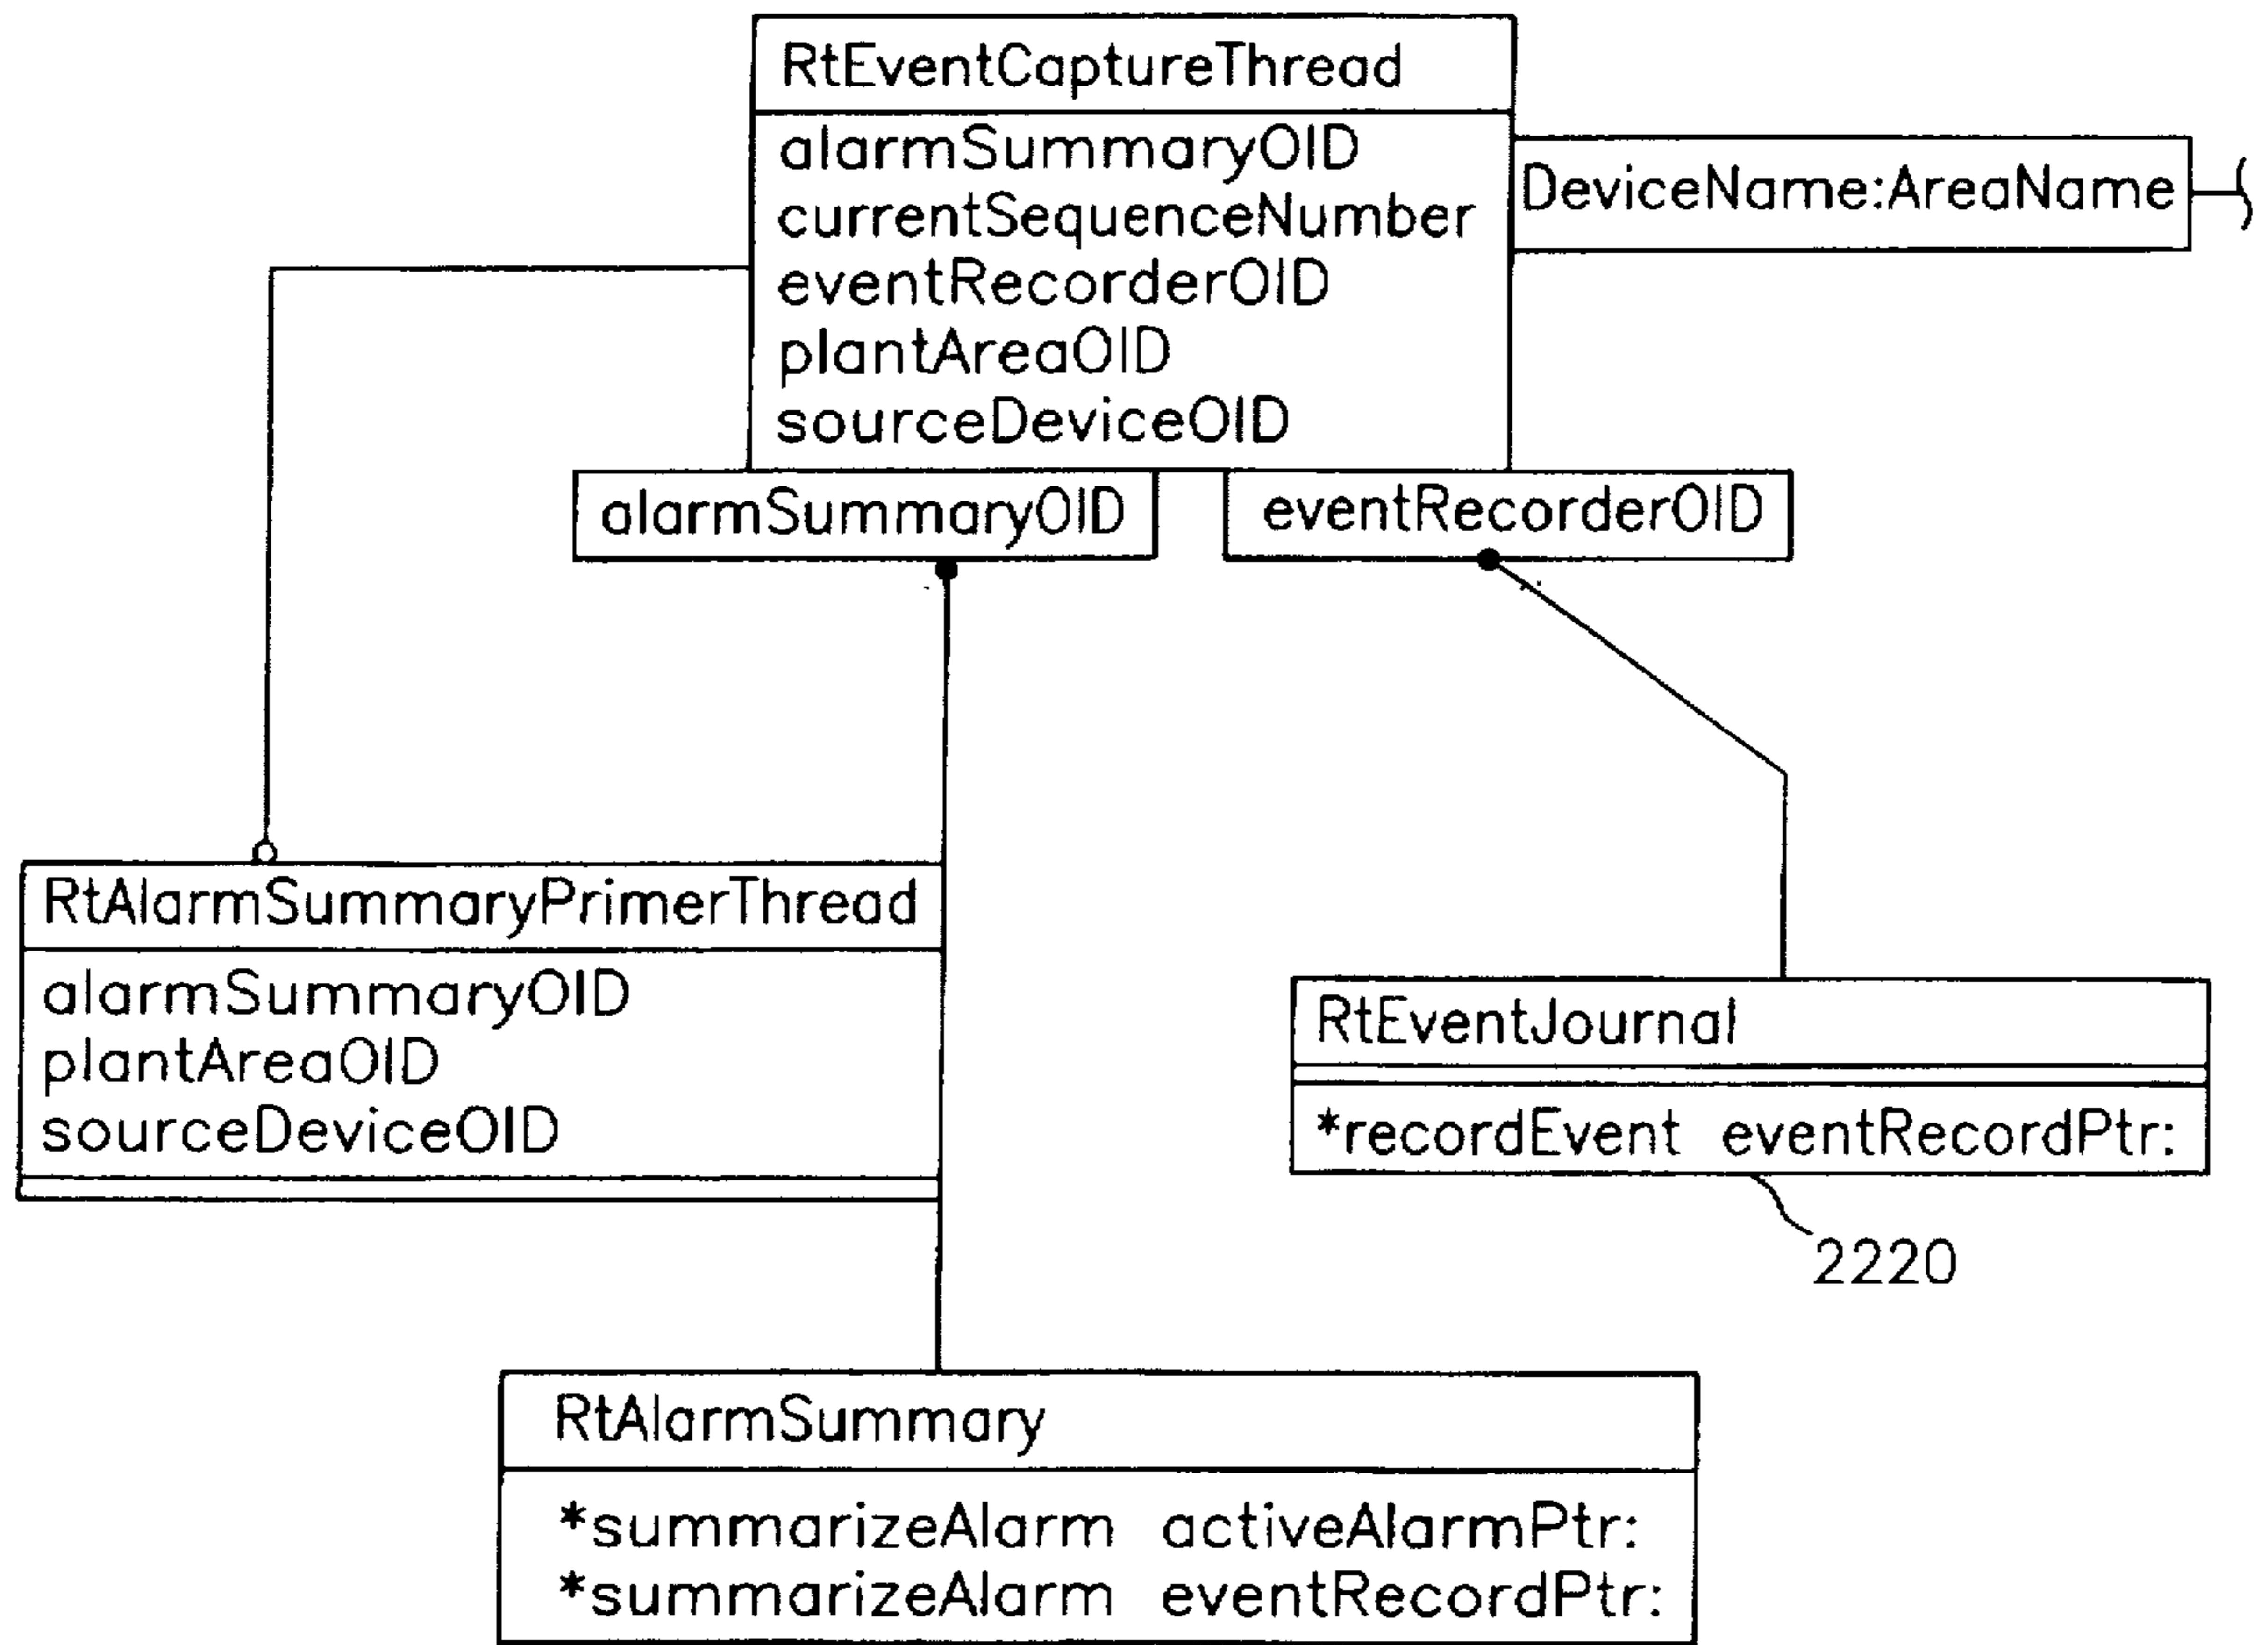 RtEventCaptureThread
alarmSummaryOID
currentSequenceNumber
eventRecorderOID
plantAreaOID
sourceDeviceOID
DeviceName:AreaName
alarmSummaryOID
eventRecorderOID
RtAlarmSummaryPrimerThread
alarmSummaryOID
plantAreaOID
sourceDeviceOID
RtEventJournal
*recordEvent eventRecordPtr:
2220
RtAlarmSummary
*summarizeAlarm activeAlarmPtr:
*summarizeAlarm eventRecordPtr: